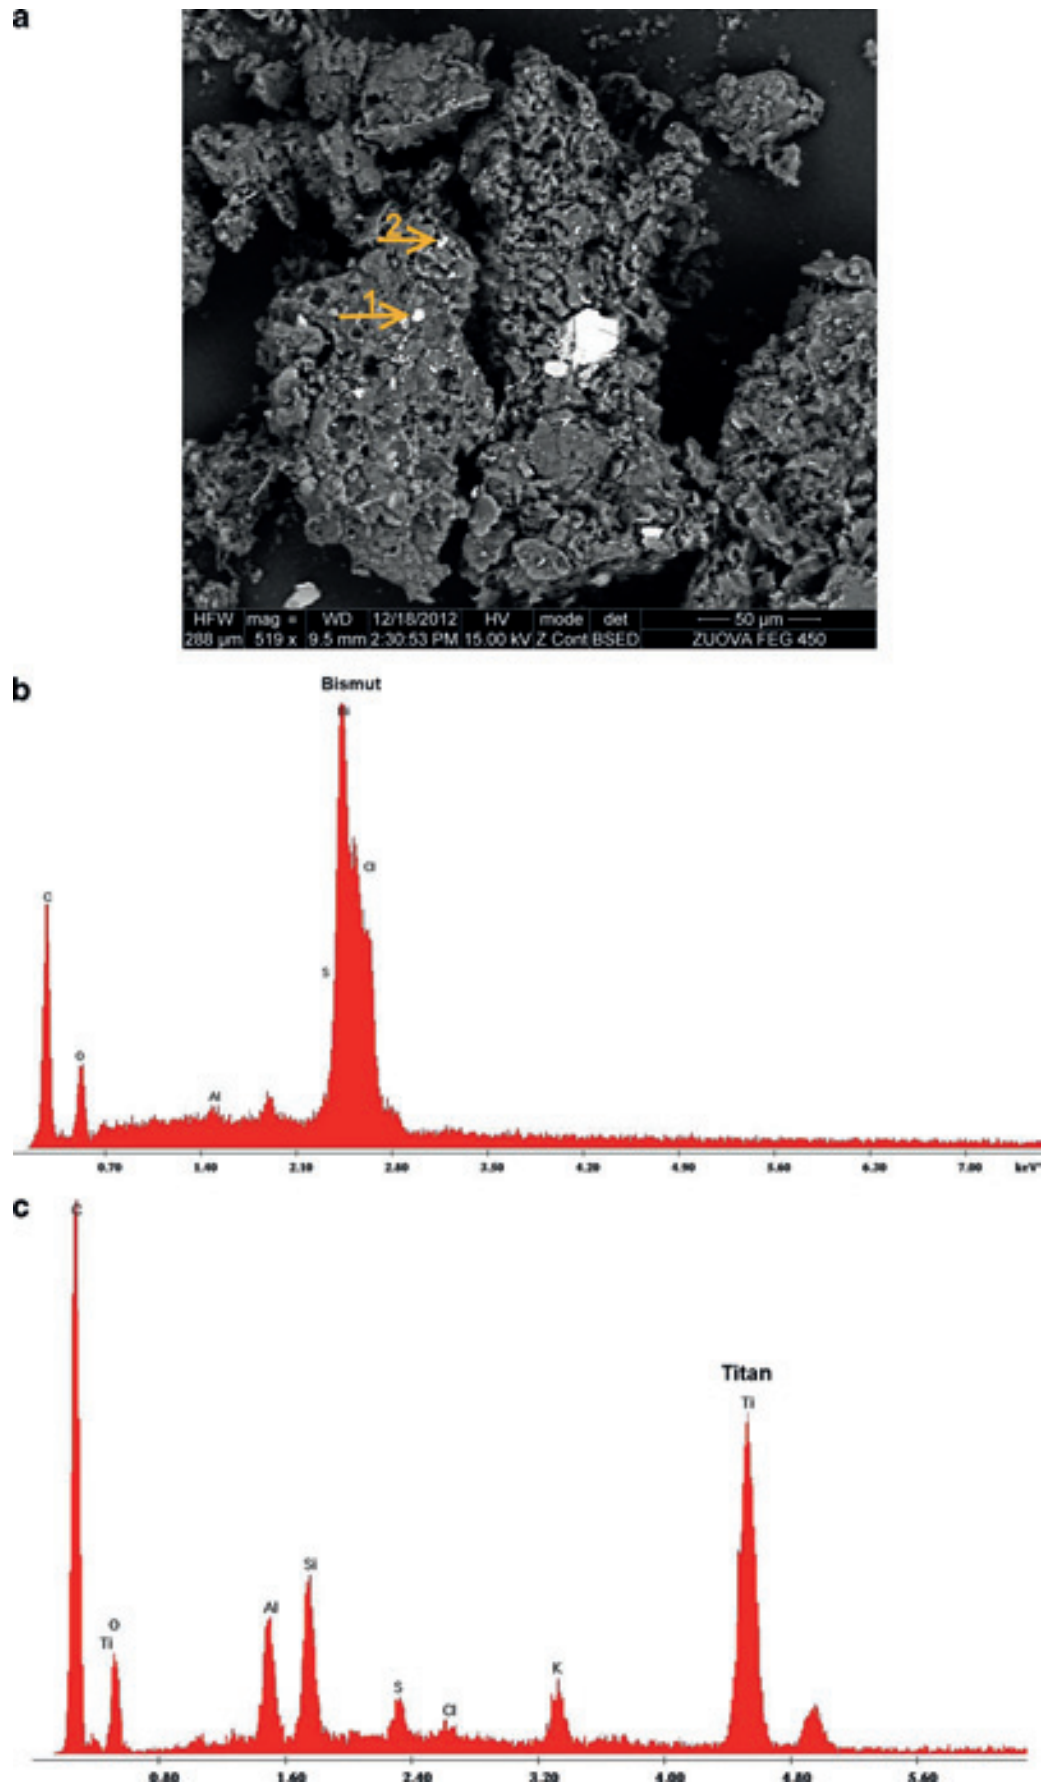 a
2
1
HFW mag = WD 12/18/2012 HV mode det 50 µm
288 µm 519 x 9.5 mm 2:30:53 PM 15.00 kV Z Cont BSED ZUOVA FEG 450
b
Bismut
Bi
Cl
C
S
O
Al
0.70 1.40 2.10 2.80 3.50 4.20 4.90 5.60 6.30 7.00 keV
c
C
Titan
Ti
Si
Al
O
Ti
K
S
Cl
0.80 1.60 2.40 3.20 4.00 4.80 5.60